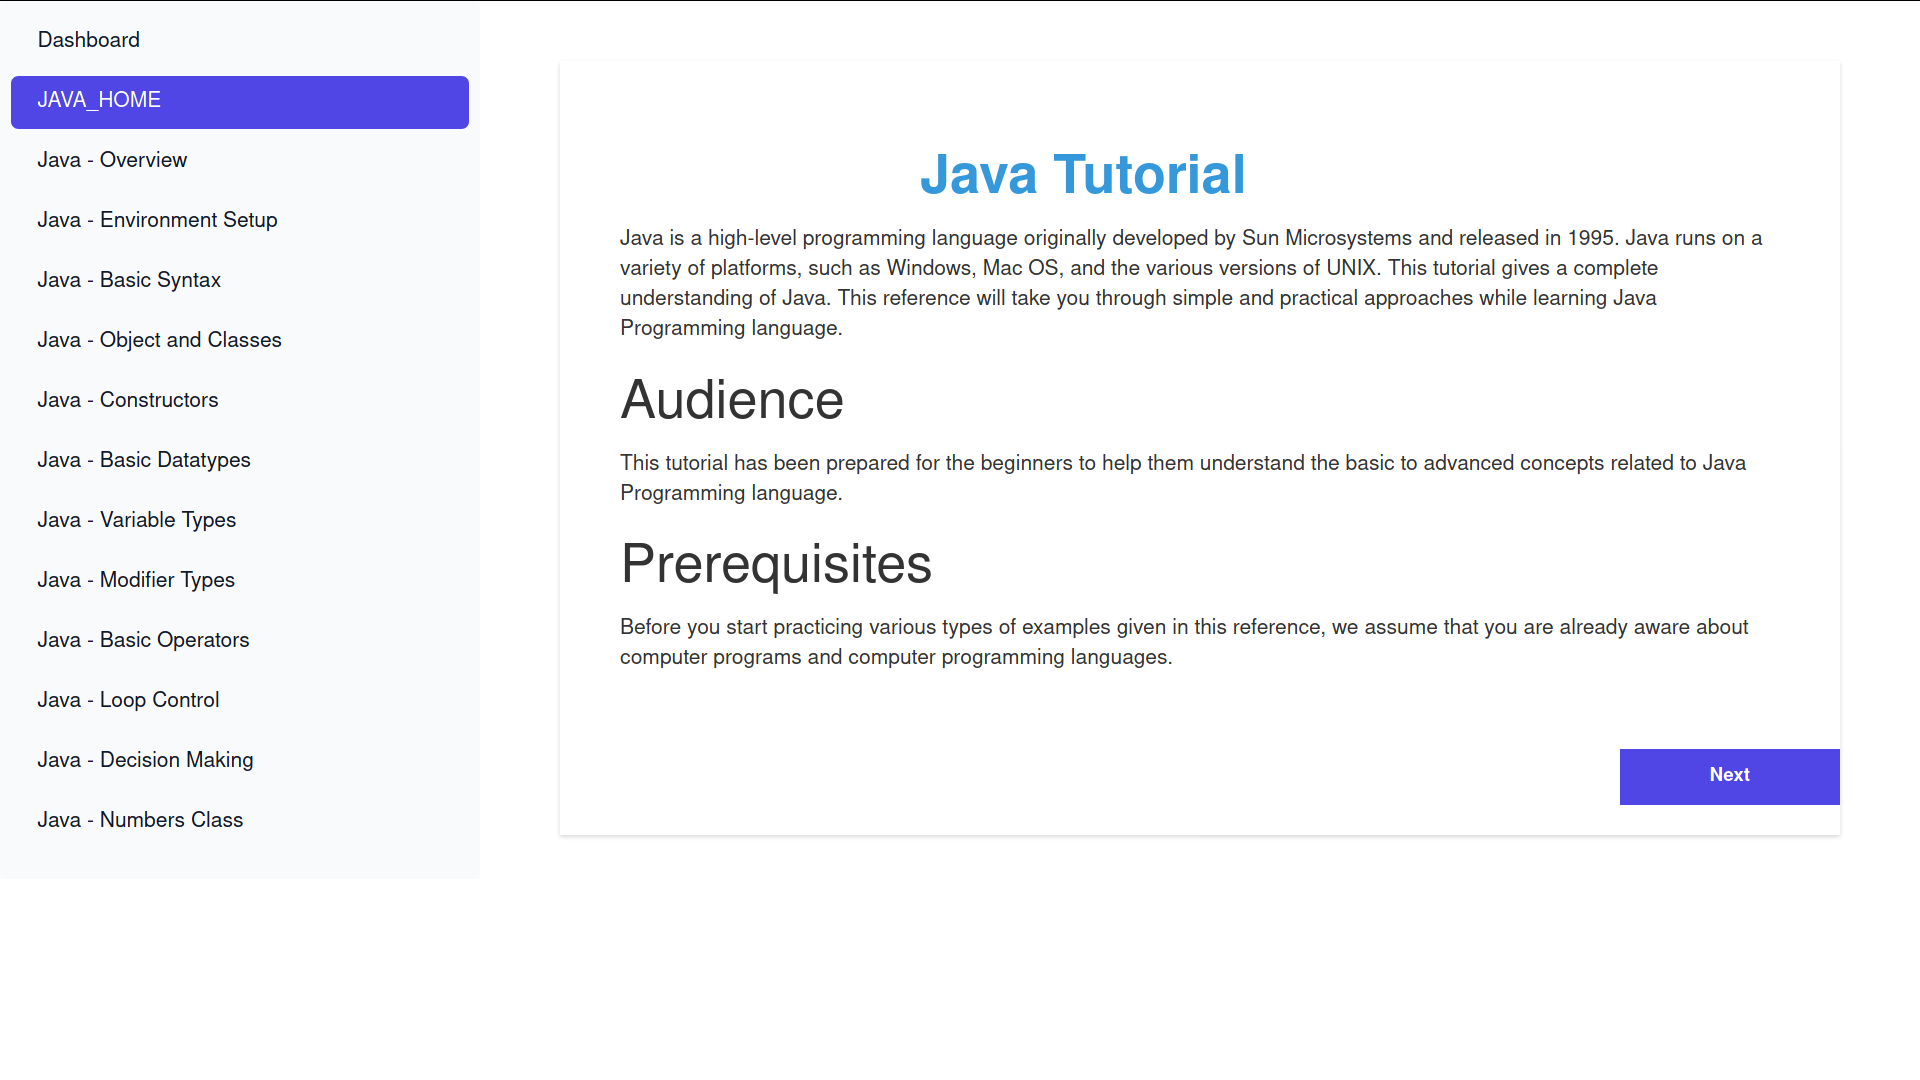 Dashboard
JAVA_HOME
Java - Overview
Java - Environment Setup
Java - Basic Syntax
Java - Object and Classes
Java - Constructors
Java - Basic Datatypes
Java - Variable Types
Java - Modifier Types
Java - Basic Operators
Java - Loop Control
Java - Decision Making
Java - Numbers Class
Java Tutorial
Java is a high-level programming language originally developed by Sun Microsystems and released in 1995. Java runs on a
variety of platforms, such as Windows, Mac OS, and the various versions of UNIX. This tutorial gives a complete
understanding of Java. This reference will take you through simple and practical approaches while learning Java
Programming language.
Audience
This tutorial has been prepared for the beginners to help them understand the basic to advanced concepts related to Java
Programming language.
Prerequisites
Before you start practicing various types of examples given in this reference, we assume that you are already aware about
computer programs and computer programming languages.
Next